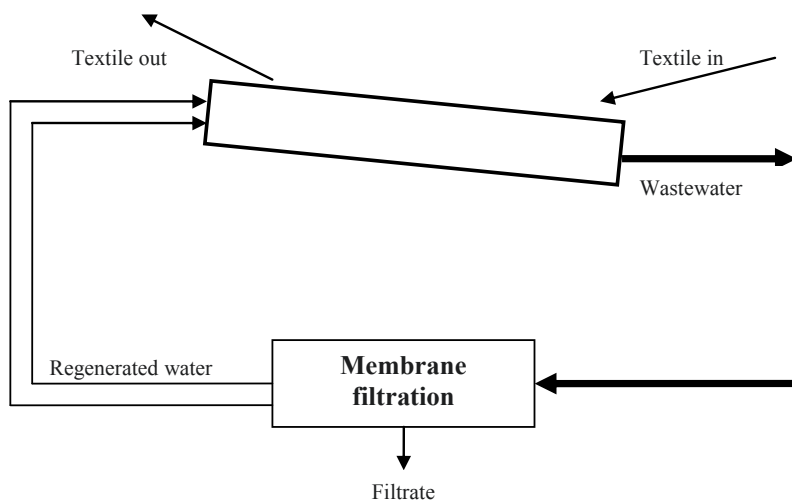 Textile out
Textile in
Wastewater
Regenerated water
Membrane
filtration
Filtrate